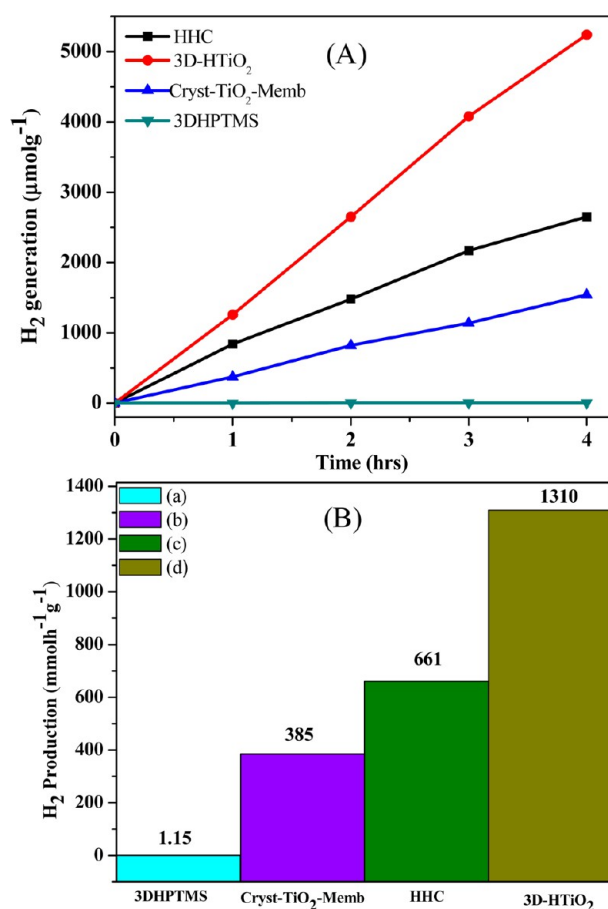 HHC
3D-HTiO₂
Cryst-TiO₂-Memb
3DHPTMS
(A)
H₂ generation (µmolg⁻¹)
5000
4000
3000
2000
1000
0
0 1 2 3 4
Time (hrs)
(a)
(b)
(c)
(d)
(B)
H₂ Production (mmolh⁻¹g⁻¹)
1400
1200
1000
800
600
400
200
0
1.15
385
661
1310
3DHPTMS Cryst-TiO₂-Memb HHC 3D-HTiO₂